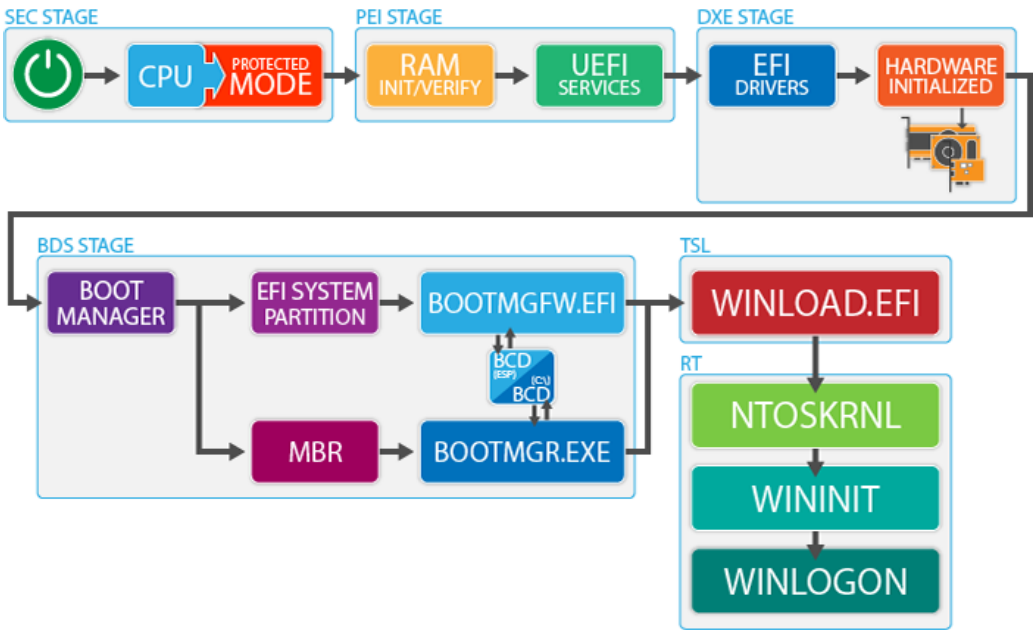 SEC STAGE
PEI STAGE
DXE STAGE
CPU
PROTECTED
MODE
RAM
INIT/VERIFY
UEFI
SERVICES
EFI
DRIVERS
HARDWARE
INITIALIZED
BDS STAGE
TSL
BOOT
MANAGER
EFI SYSTEM
PARTITION
BOOTMGFW.EFI
WINLOAD.EFI
BCD
(ESP)
(C:\)
BCD
RT
MBR
BOOTMGR.EXE
NTOSKRNL
WININIT
WINLOGON